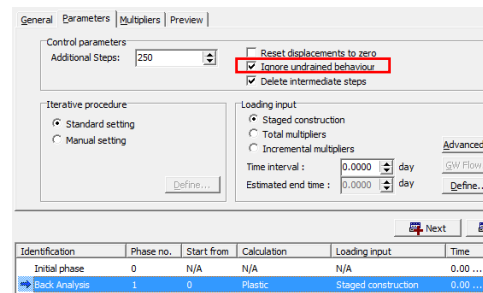 General Parameters Multipliers Preview
Control parameters
Additional Steps: 250
Reset displacements to zero
Ignore undrained behaviour
Delete intermediate steps
Iterative procedure
Standard setting
Manual setting
Define...
Loading input
Staged construction
Total multipliers
Incremental multipliers
Time interval : 0.0000 day
Estimated end time : 0.0000 day
Advanced
GW Flow
Define..
Next
Identification Phase no. Start from Calculation Loading input Time
Initial phase 0 N/A N/A N/A 0.00 ...
Back Analysis 1 0 Plastic Staged construction 0.00 ...